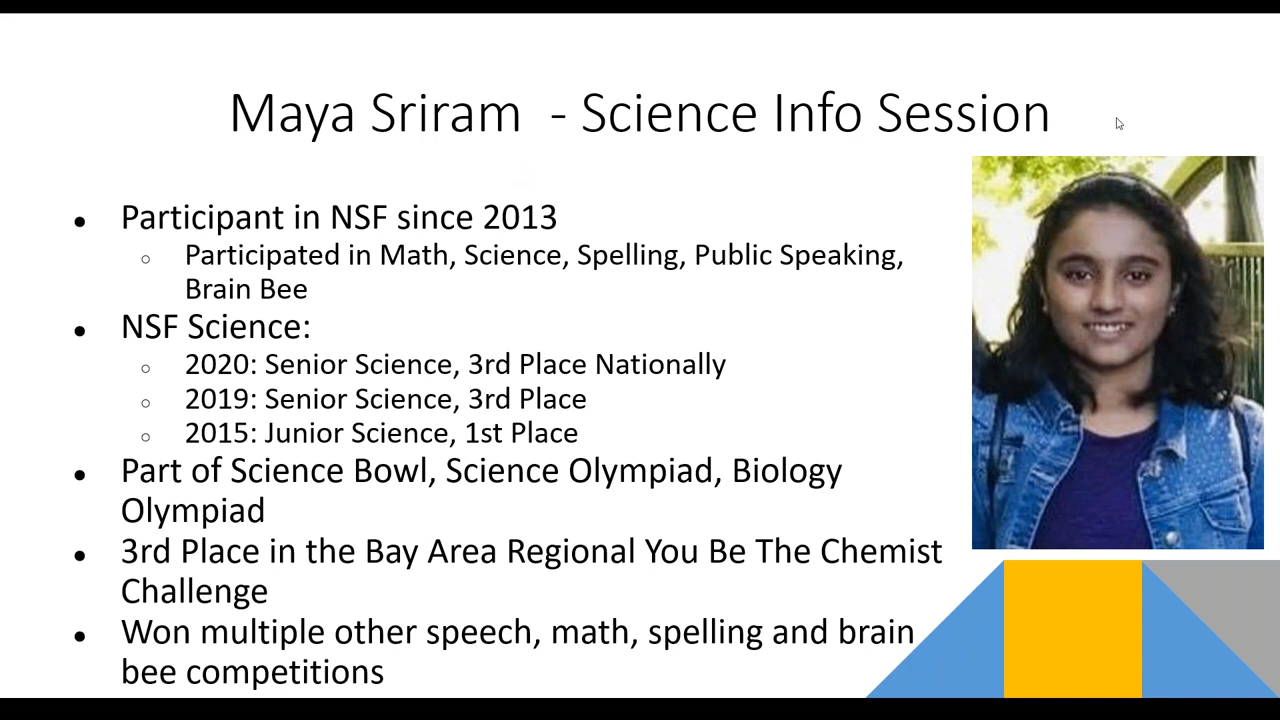 Maya Sriram - Science Info Session
• Participant in NSF since 2013
○ Participated in Math, Science, Spelling, Public Speaking,
Brain Bee
• NSF Science:
○ 2020: Senior Science, 3rd Place Nationally
○ 2019: Senior Science, 3rd Place
○ 2015: Junior Science, 1st Place
• Part of Science Bowl, Science Olympiad, Biology
Olympiad
• 3rd Place in the Bay Area Regional You Be The Chemist
Challenge
• Won multiple other speech, math, spelling and brain
bee competitions